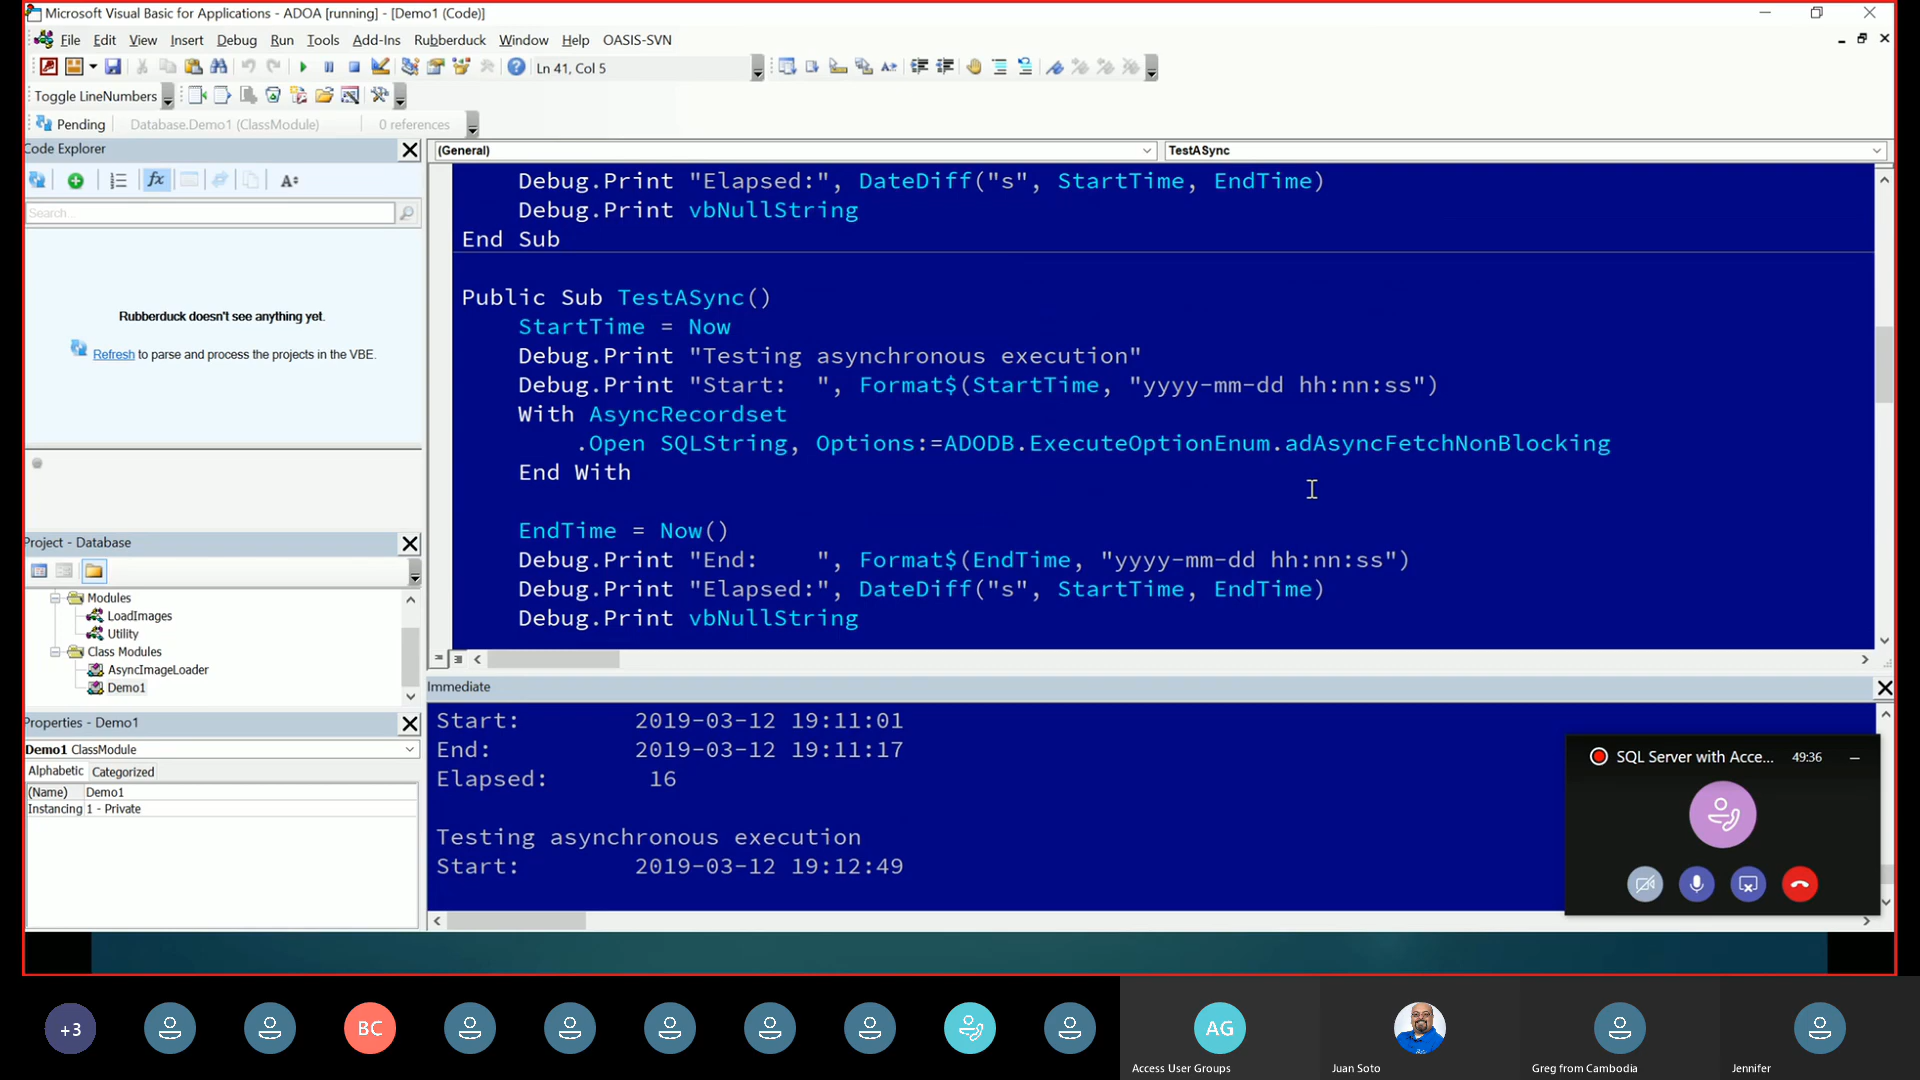 Microsoft Visual Basic for Applications - ADOA [running] - [Demo1 (Code)]
File Edit View Insert Debug Run Tools Add-Ins Rubberduck Window Help OASIS-SVN
Ln 41, Col 5
Toggle LineNumbers
Pending Database.Demo1 (ClassModule) 0 references
Code Explorer
Search...
Rubberduck doesn't see anything yet.
Refresh to parse and process the projects in the VBE.
Project - Database
Modules
LoadImages
Utility
Class Modules
AsyncImageLoader
Demo1
Properties - Demo1
Demo1 ClassModule
Alphabetic Categorized
(Name) Demo1
Instancing 1 - Private
(General) TestASync
Debug.Print "Elapsed:", DateDiff("s", StartTime, EndTime)
Debug.Print vbNullString
End Sub
Public Sub TestASync()
StartTime = Now
Debug.Print "Testing asynchronous execution"
Debug.Print "Start:  ", Format$(StartTime, "yyyy-mm-dd hh:nn:ss")
With AsyncRecordset
.Open SQLString, Options:=ADODB.ExecuteOptionEnum.adAsyncFetchNonBlocking
End With
EndTime = Now()
Debug.Print "End:    ", Format$(EndTime, "yyyy-mm-dd hh:nn:ss")
Debug.Print "Elapsed:", DateDiff("s", StartTime, EndTime)
Debug.Print vbNullString
Immediate
Start: 2019-03-12 19:11:01
End: 2019-03-12 19:11:17
Elapsed: 16
Testing asynchronous execution
Start: 2019-03-12 19:12:49
SQL Server with Acce... 49:36
+3
BC
AG
Access User Groups
Juan Soto
Greg from Cambodia
Jennifer